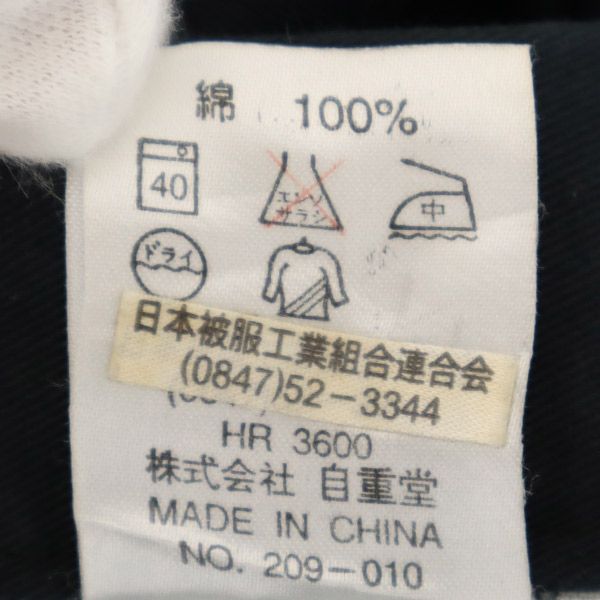 綿 100%
40
エンソ
サラシ
中
ドライ
日本被服工業組合連合会
(0847)52-3344
HR 3600
株式会社 自重堂
MADE IN CHINA
NO. 209-010